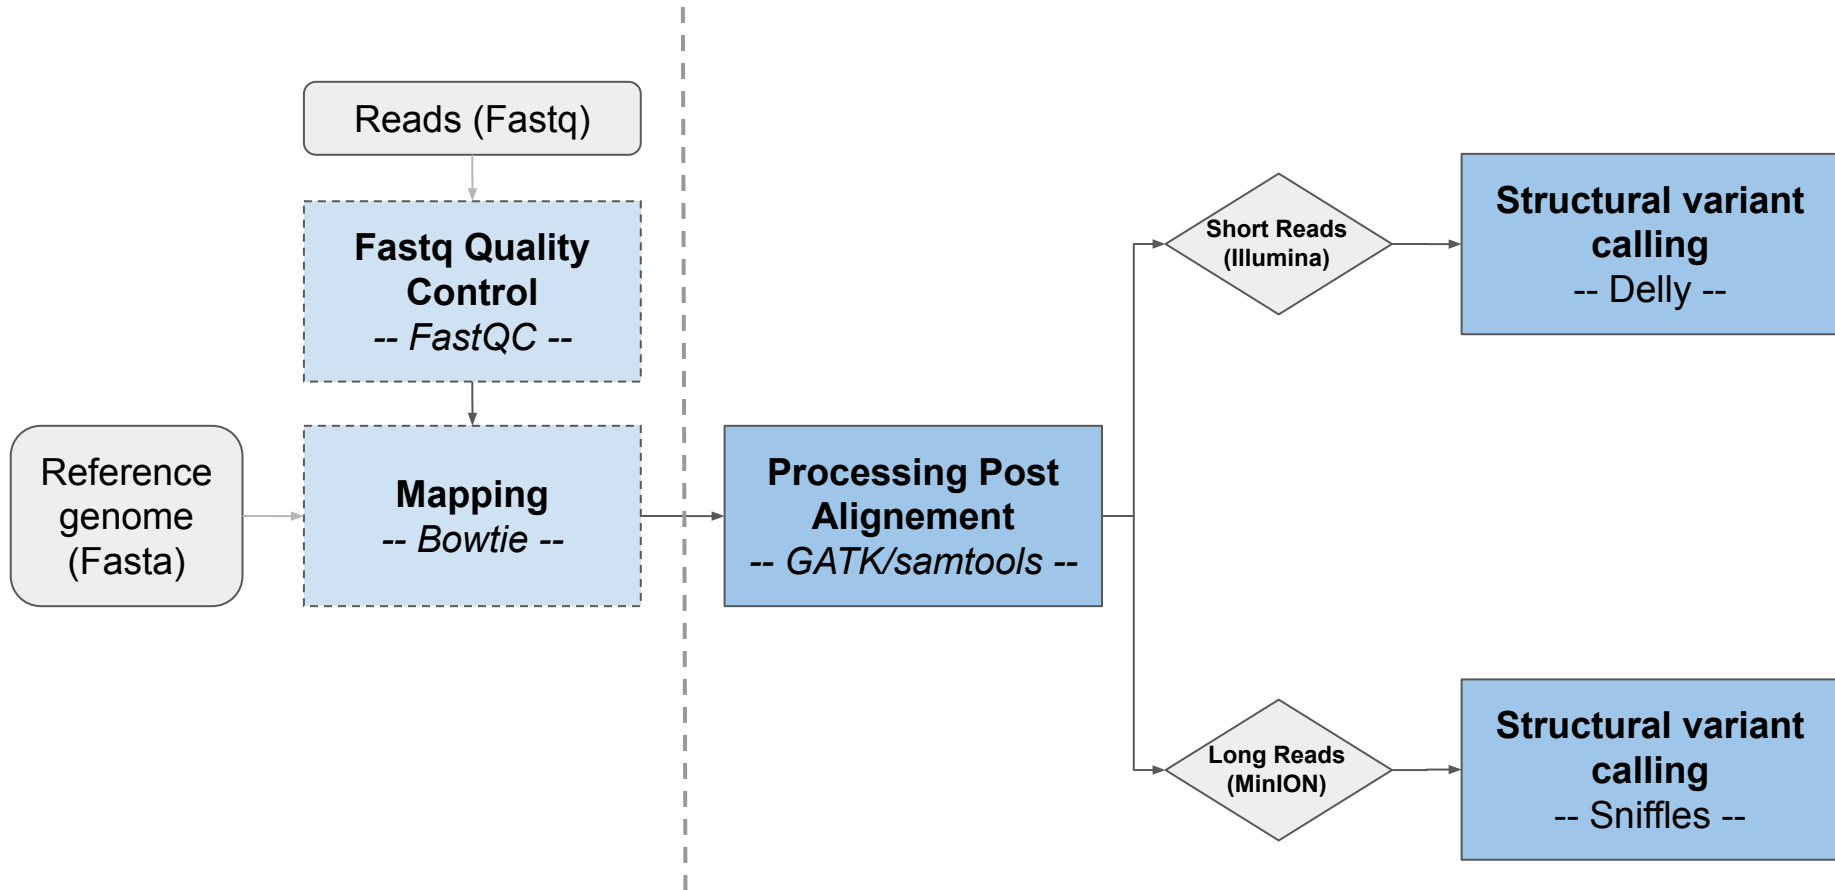 Reads (Fastq)
Fastq Quality
Control
-- FastQC --
Reference
genome
(Fasta)
Mapping
-- Bowtie --
Processing Post
Alignement
-- GATK/samtools --
Short Reads
(Illumina)
Structural variant
calling
-- Delly --
Long Reads
(MinION)
Structural variant
calling
-- Sniffles --